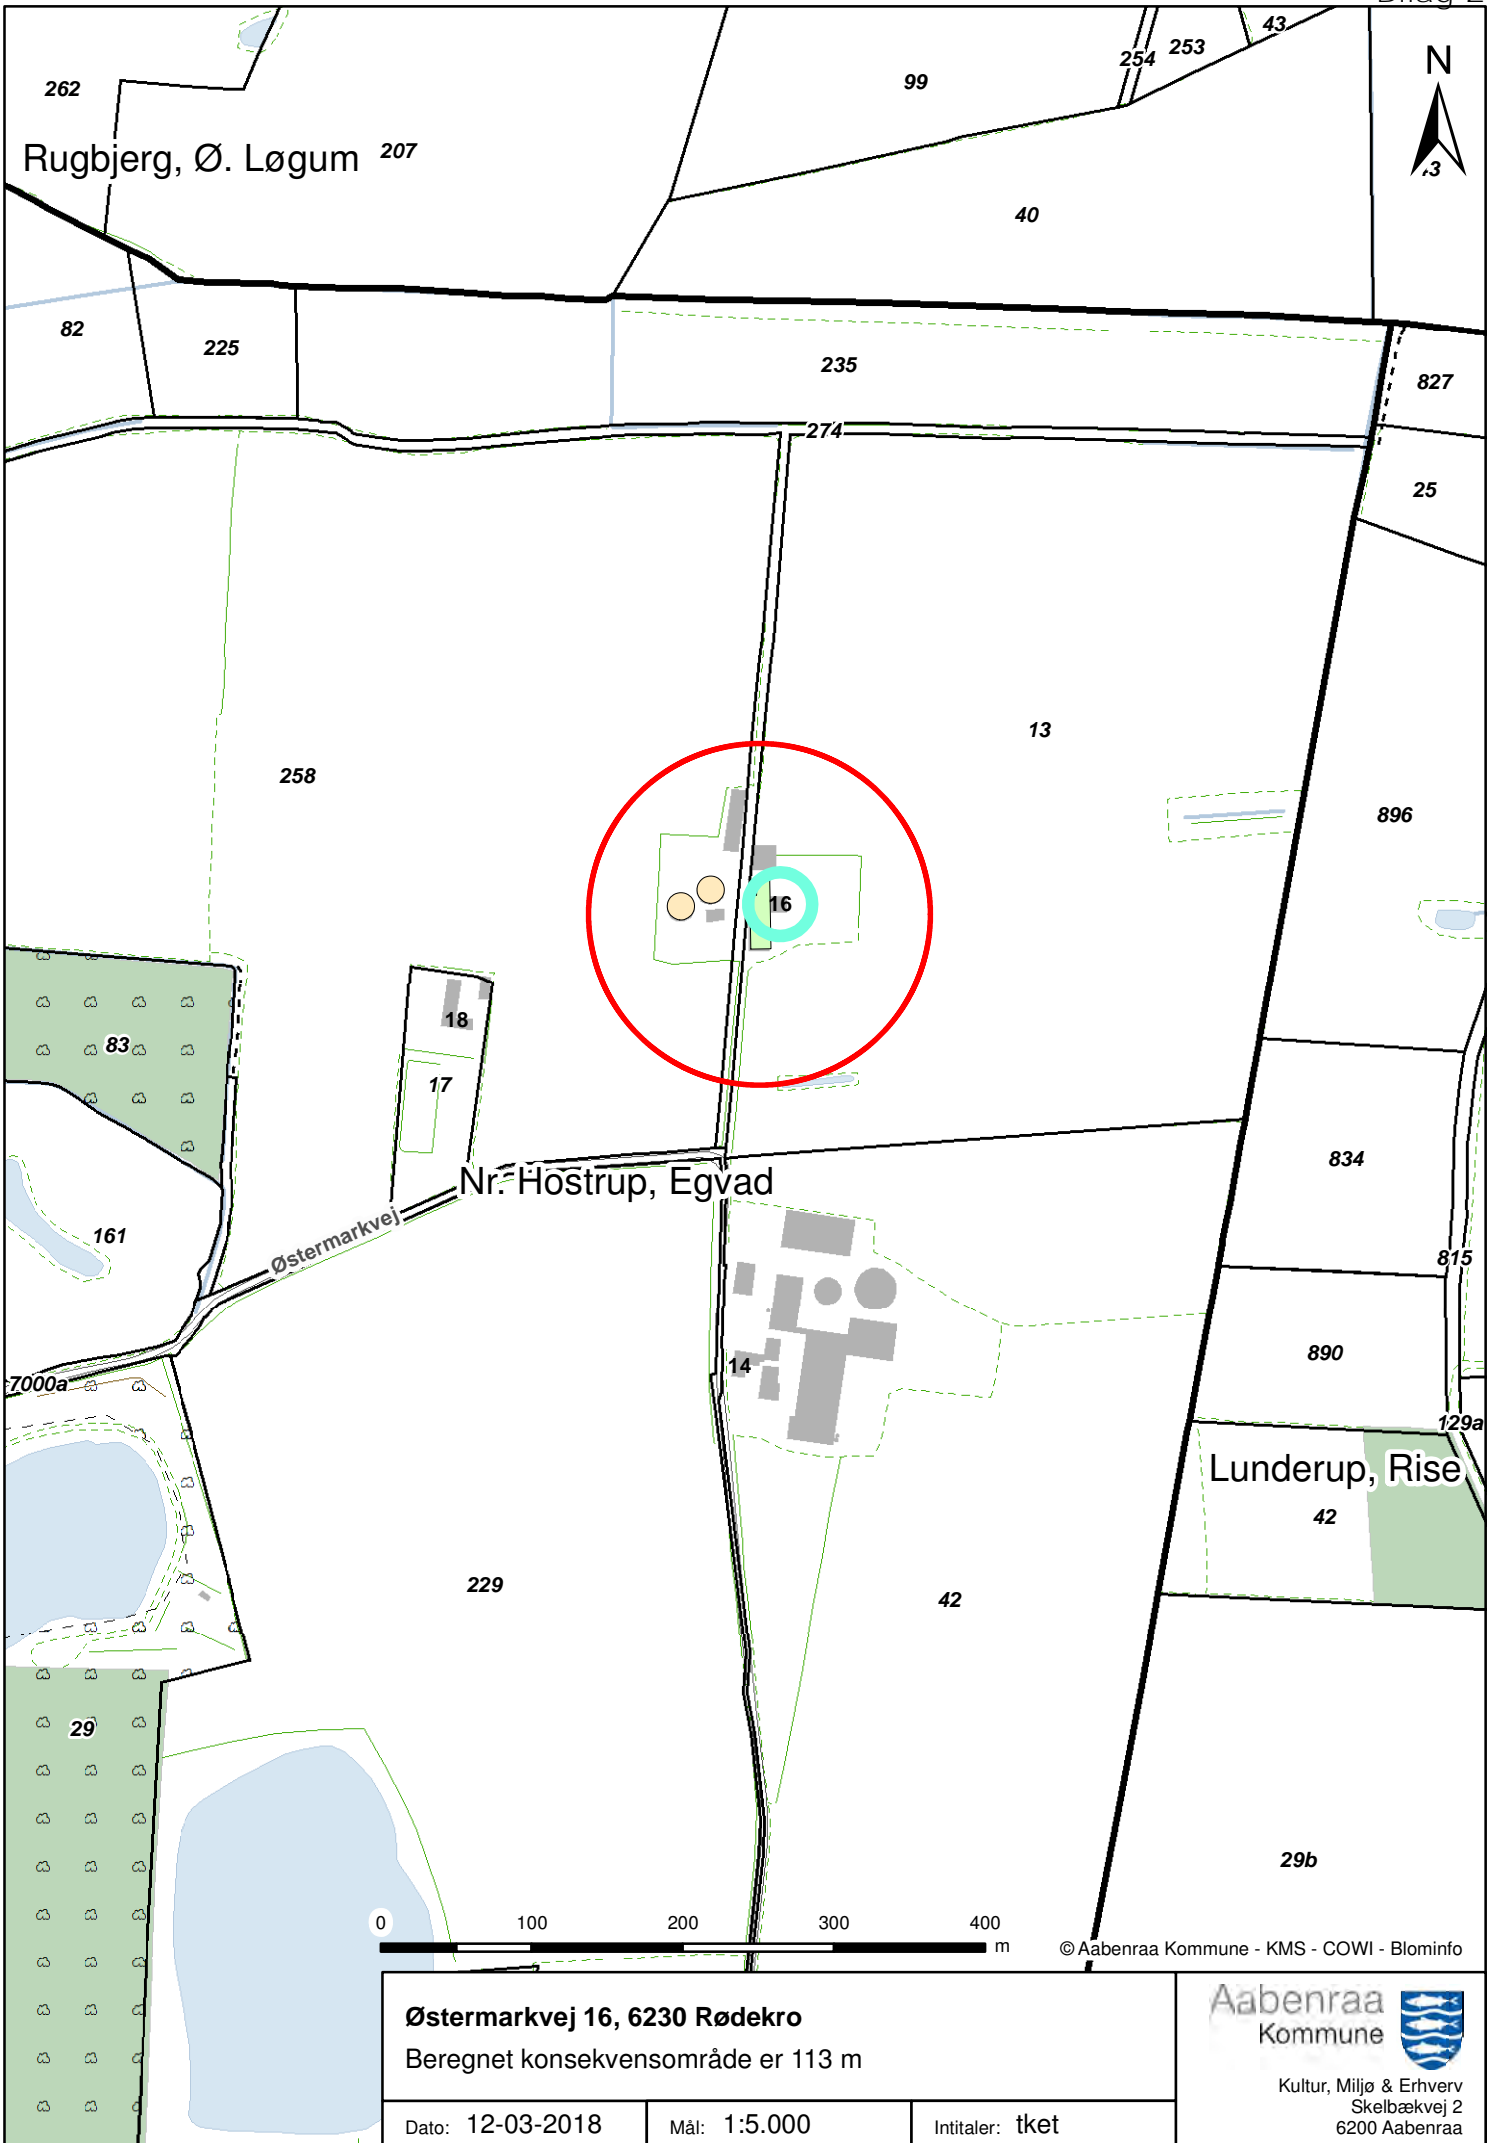 262
Rugbjerg, Ø. Løgum
207
99
254
253
43
N
40
82
225
235
827
274
25
13
258
896
16
83
18
17
834
Nr. Hostrup, Egvad
161
Østermarkvej
815
14
890
7000a
129a
Lunderup, Rise
42
229
42
29
29b
0 100 200 300 400 m
© Aabenraa Kommune - KMS - COWI - Blominfo
Østermarkvej 16, 6230 Rødekro
Beregnet konsekvensområde er 113 m
Dato: 12-03-2018
Mål: 1:5.000
Intitaler: tket
Aabenraa
Kommune
Kultur, Miljø & Erhverv
Skelbækvej 2
6200 Aabenraa